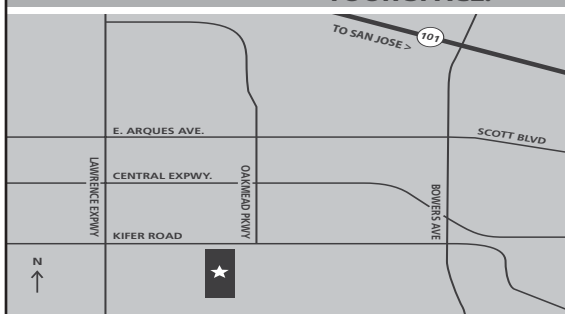 TO SAN JOSE >
101
E. ARQUES AVE.
SCOTT BLVD
LAWRENCE EXPWY
CENTRAL EXPWY.
OAKMEAD PKWY
BOWERS AVE
KIFER ROAD
N